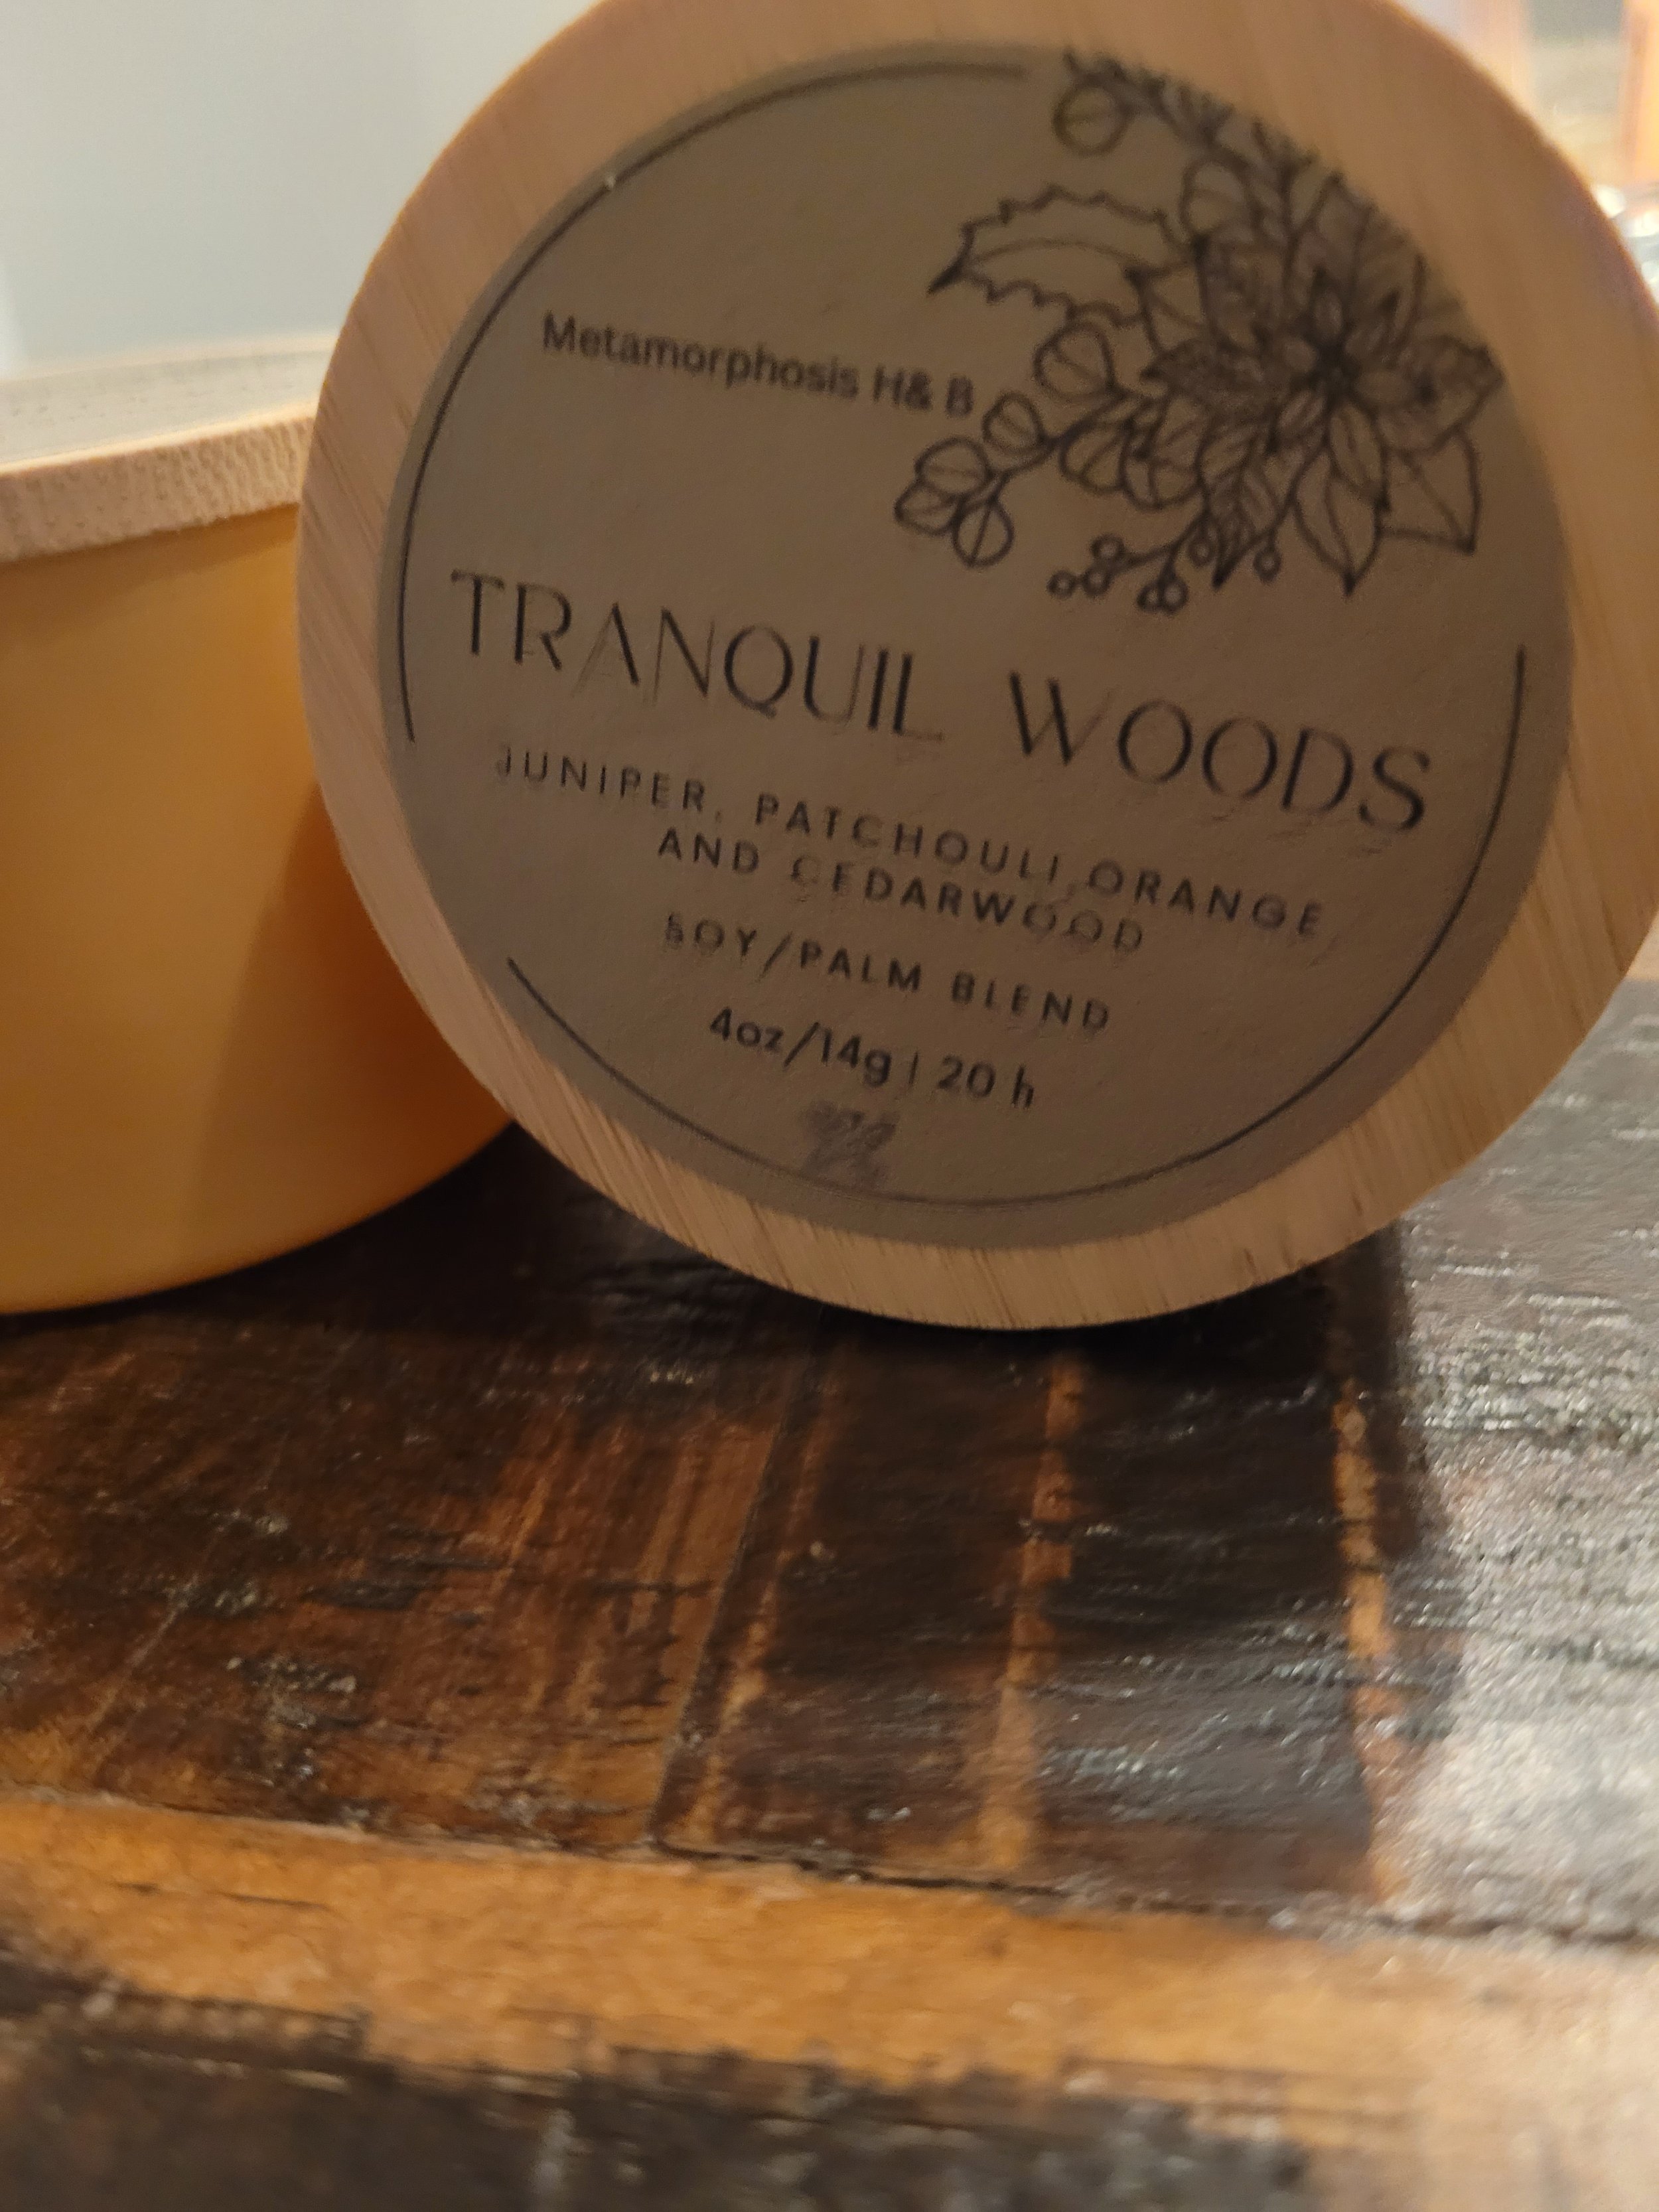 Metamorphosis H& B
TRANQUIL WOODS
JUNIPER, PATCHOULI, ORANGE
AND CEDARWOOD
SOY/PALM BLEND
4oz/14g | 20 h